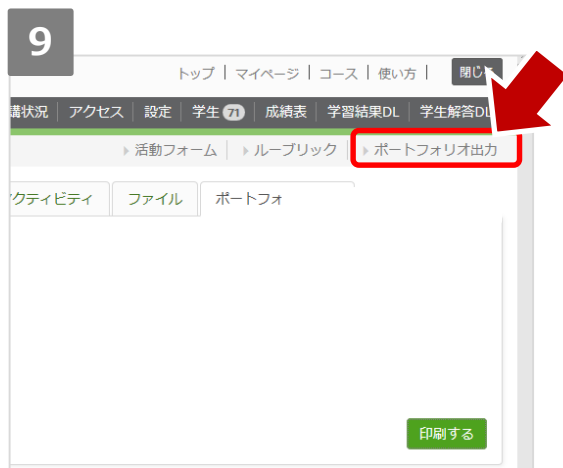 9
トップ | マイページ | コース | 使い方 | 閉じ
講状況 | アクセス | 設定 | 学生 71 | 成績表 | 学習結果DL | 学生解答DL
活動フォーム | ルーブリック | ポートフォリオ出力
クティビティ ファイル ポートフォ
印刷する